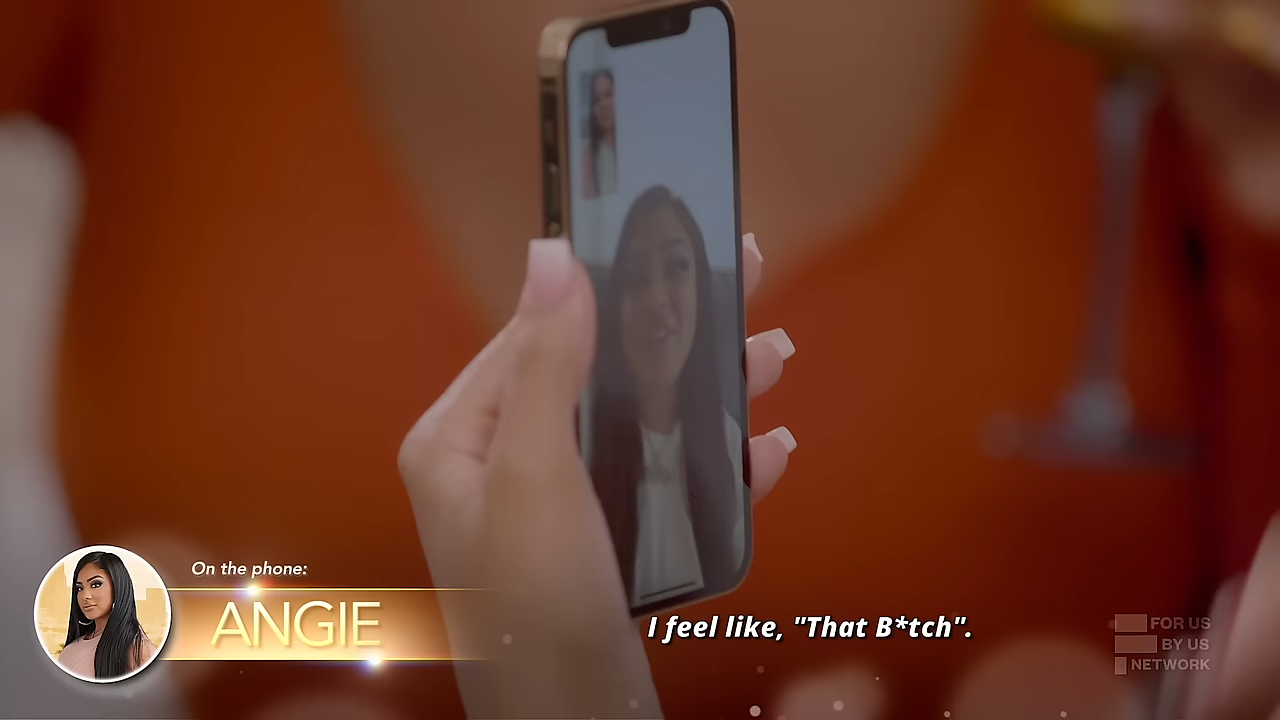 On the phone:
ANGIE
I feel like, "That B*tch".
FOR US
BY US
NETWORK